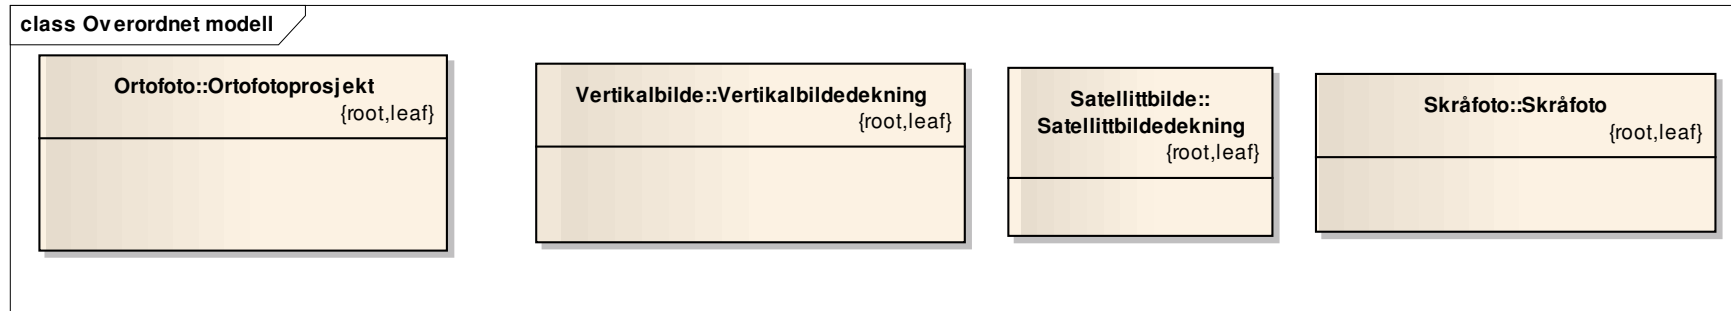 class Overordnet modell
Ortofoto::Ortofotoprosjekt
{root,leaf}
Vertikalbilde::Vertikalbildedekning
{root,leaf}
Satellittbilde::
Satellittbildedekning
{root,leaf}
Skråfoto::Skråfoto
{root,leaf}